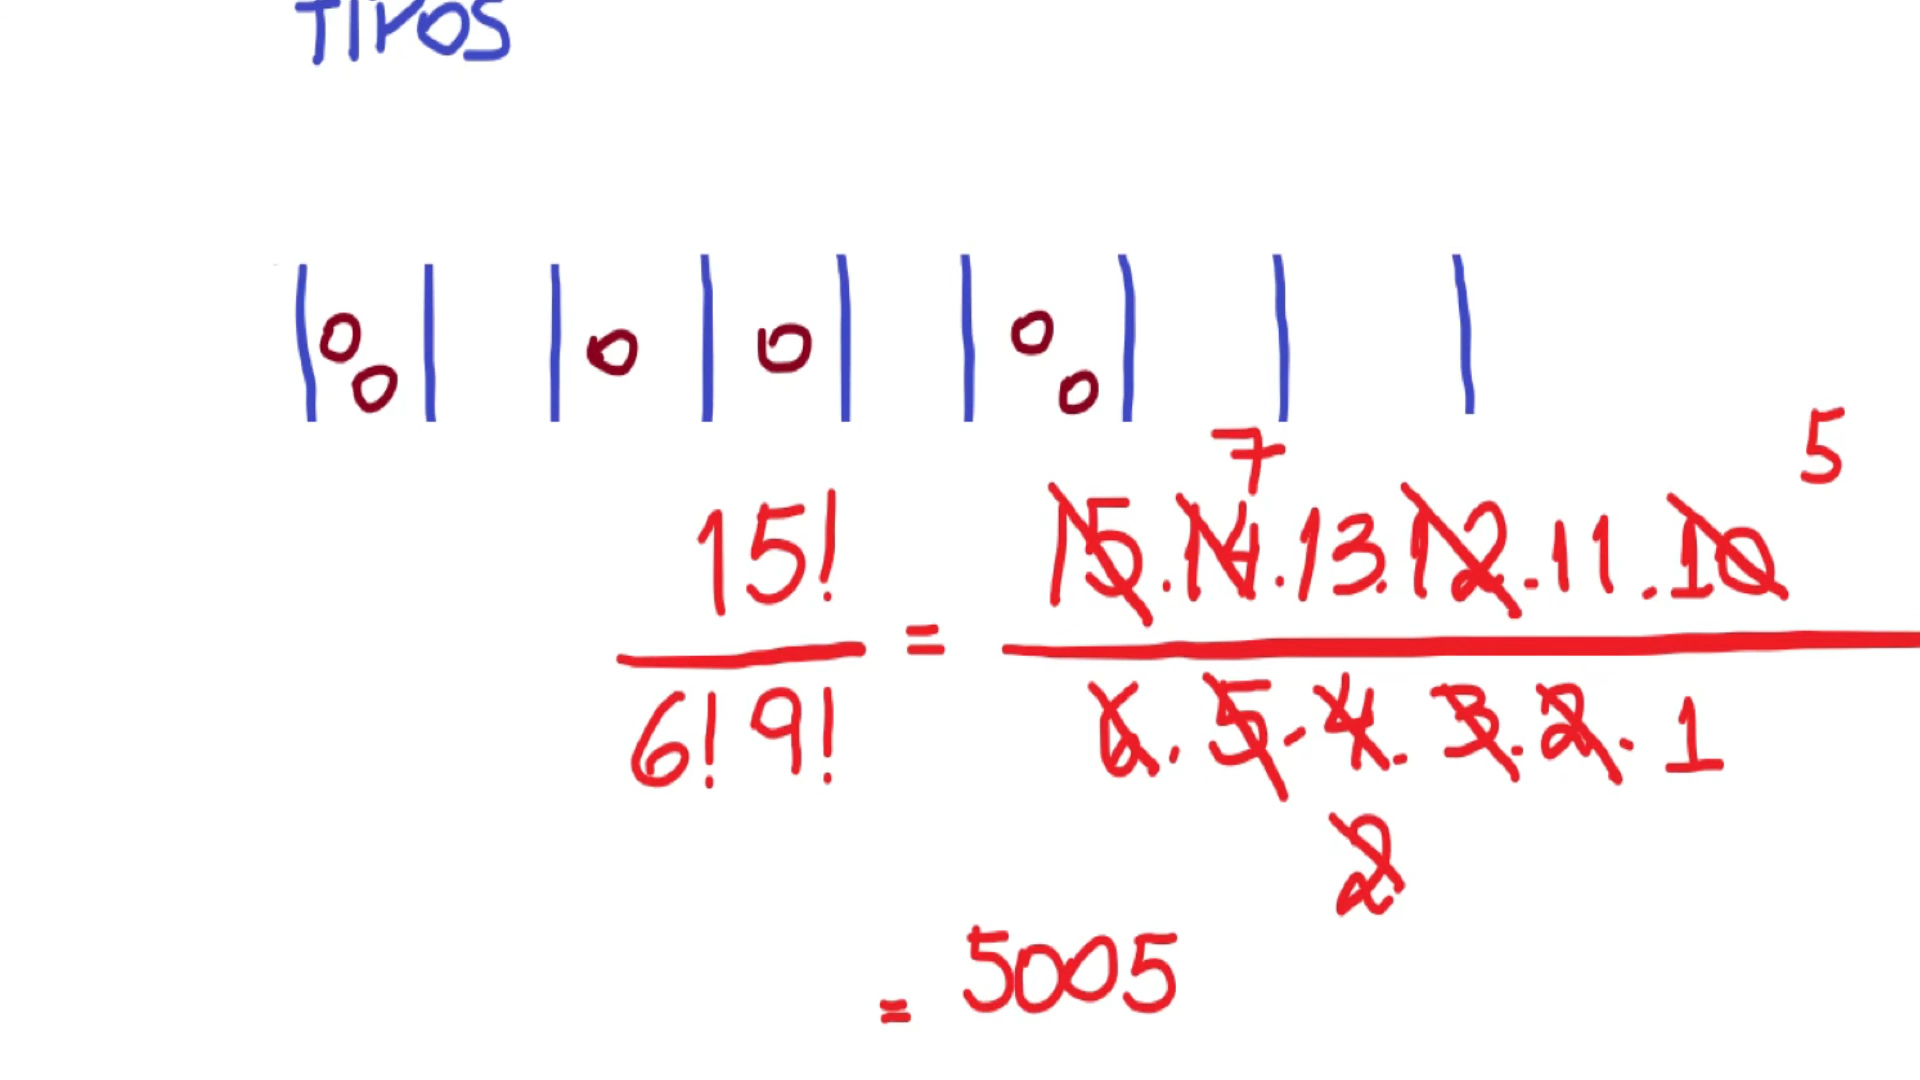 TIPOS
7 5
15! = 15.14.13.12.11.10
6! 9! 6.5.4.3.2.1
2
= 5005